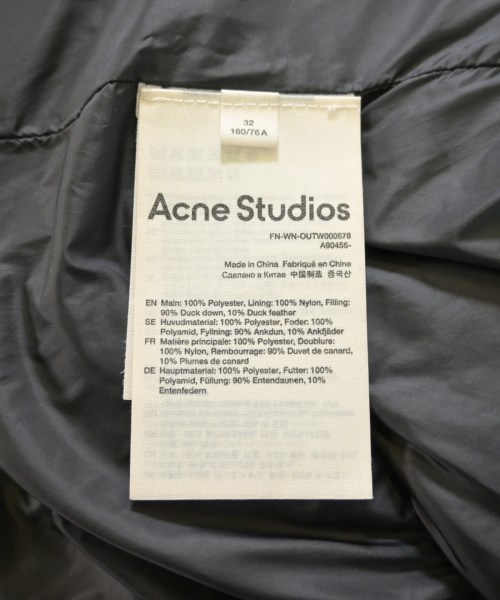 32
160/76A
Acne Studios
FN-WN-OUTW000678
A90456-
Made in China Fabriqué en Chine
Сделано в Китае 中国制造 중국산
EN Main: 100% Polyester, Lining: 100% Nylon, Filling:
90% Duck down, 10% Duck feather
SE Huvudmaterial: 100% Polyester, Foder: 100%
Polyamid, Fyllning: 90% Ankdun, 10% Ankfjäder
FR Matière principale: 100% Polyester, Doublure:
100% Nylon, Rembourrage: 90% Duvet de canard,
10% Plumes de canard
DE Hauptmaterial: 100% Polyester, Futter: 100%
Polyamid, Füllung: 90% Entendaunen, 10%
Entenfedern